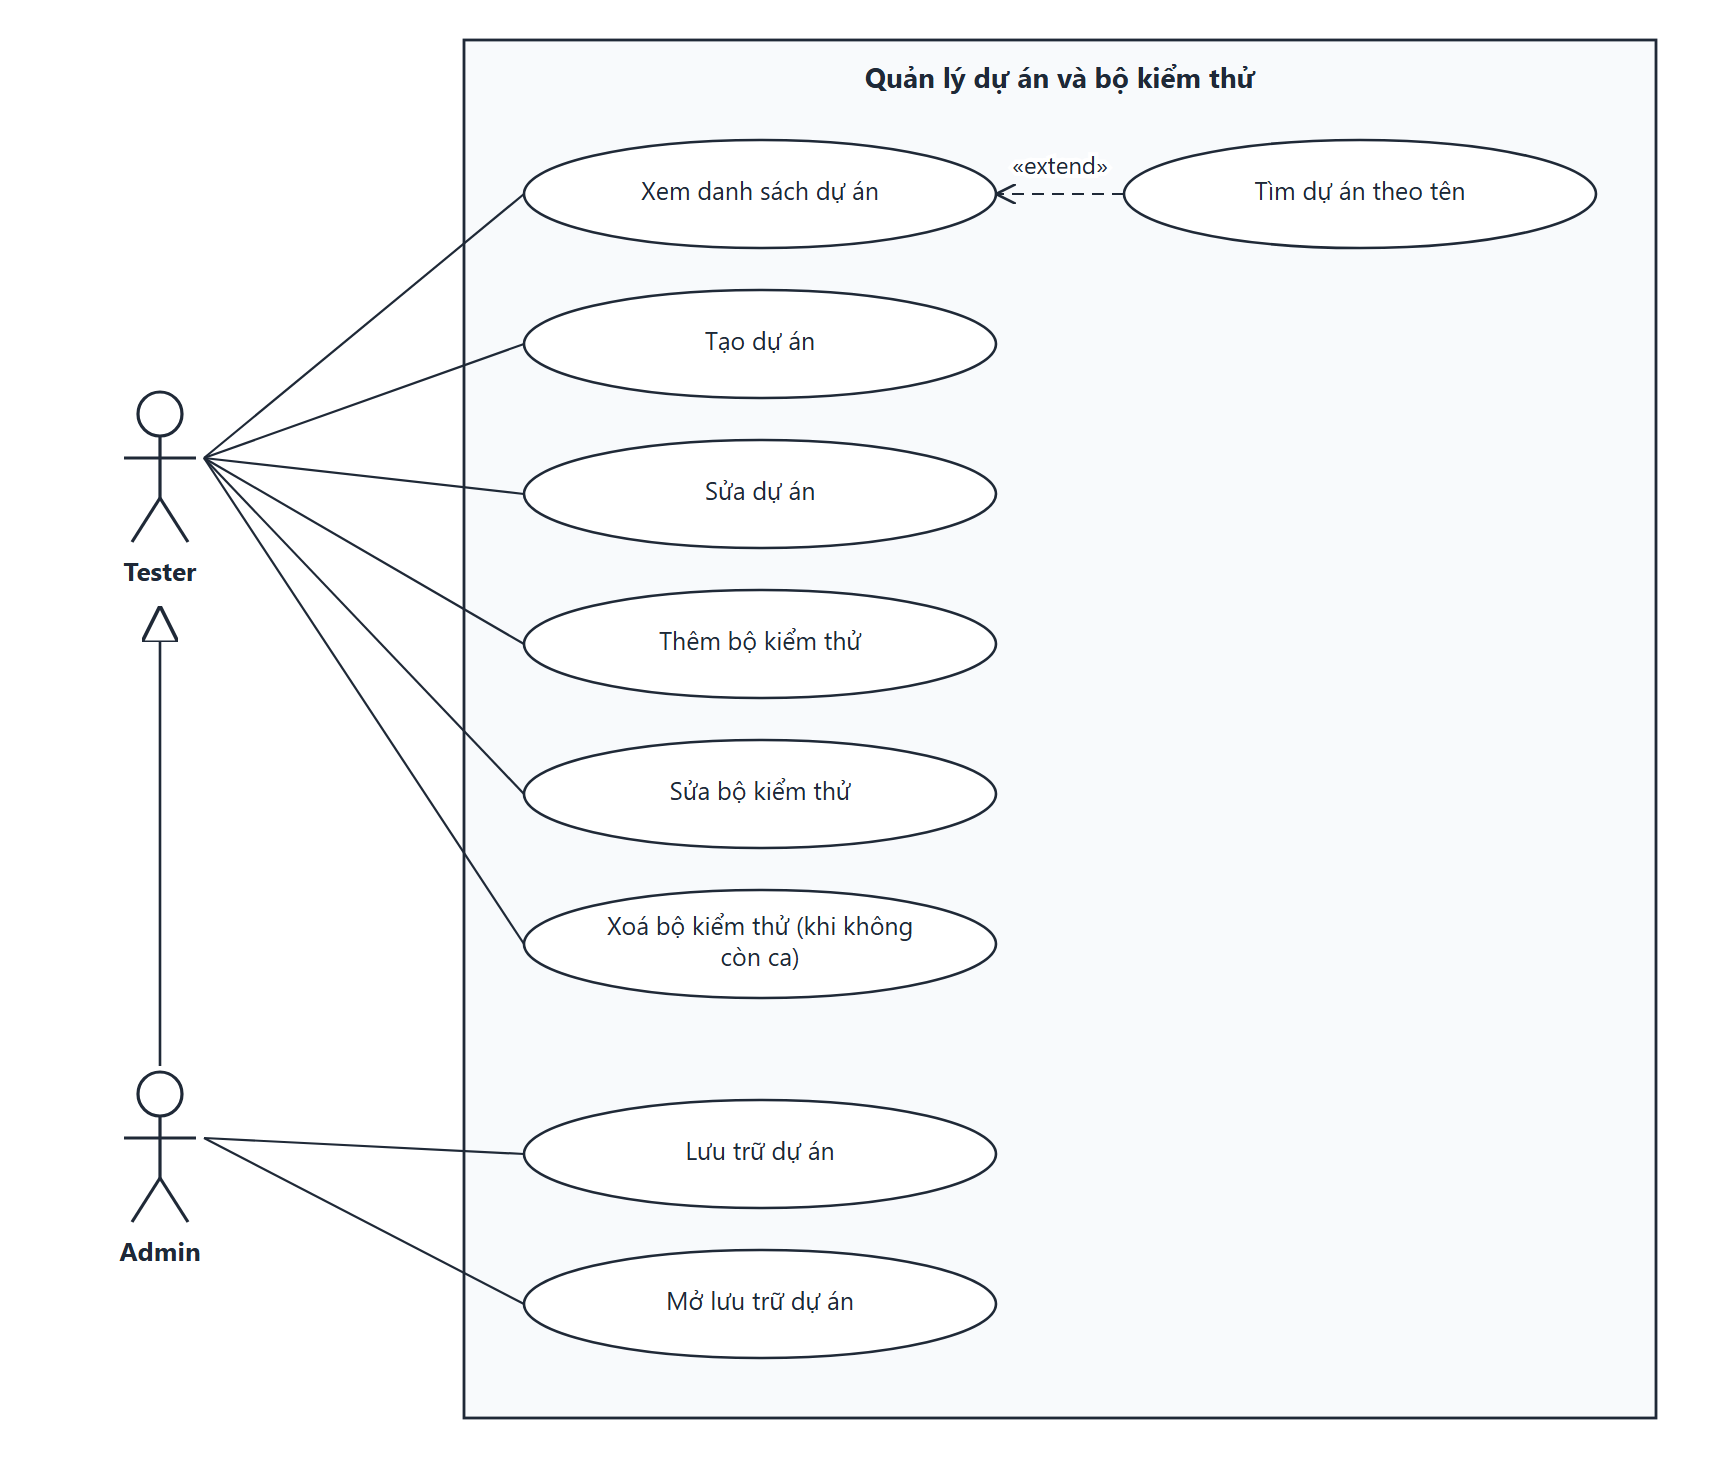 Quản lý dự án và bộ kiểm thử
Xem danh sách dự án
«extend»
Tìm dự án theo tên
Tạo dự án
Sửa dự án
Tester
Thêm bộ kiểm thử
Sửa bộ kiểm thử
Xoá bộ kiểm thử (khi không
còn ca)
Lưu trữ dự án
Admin
Mở lưu trữ dự án